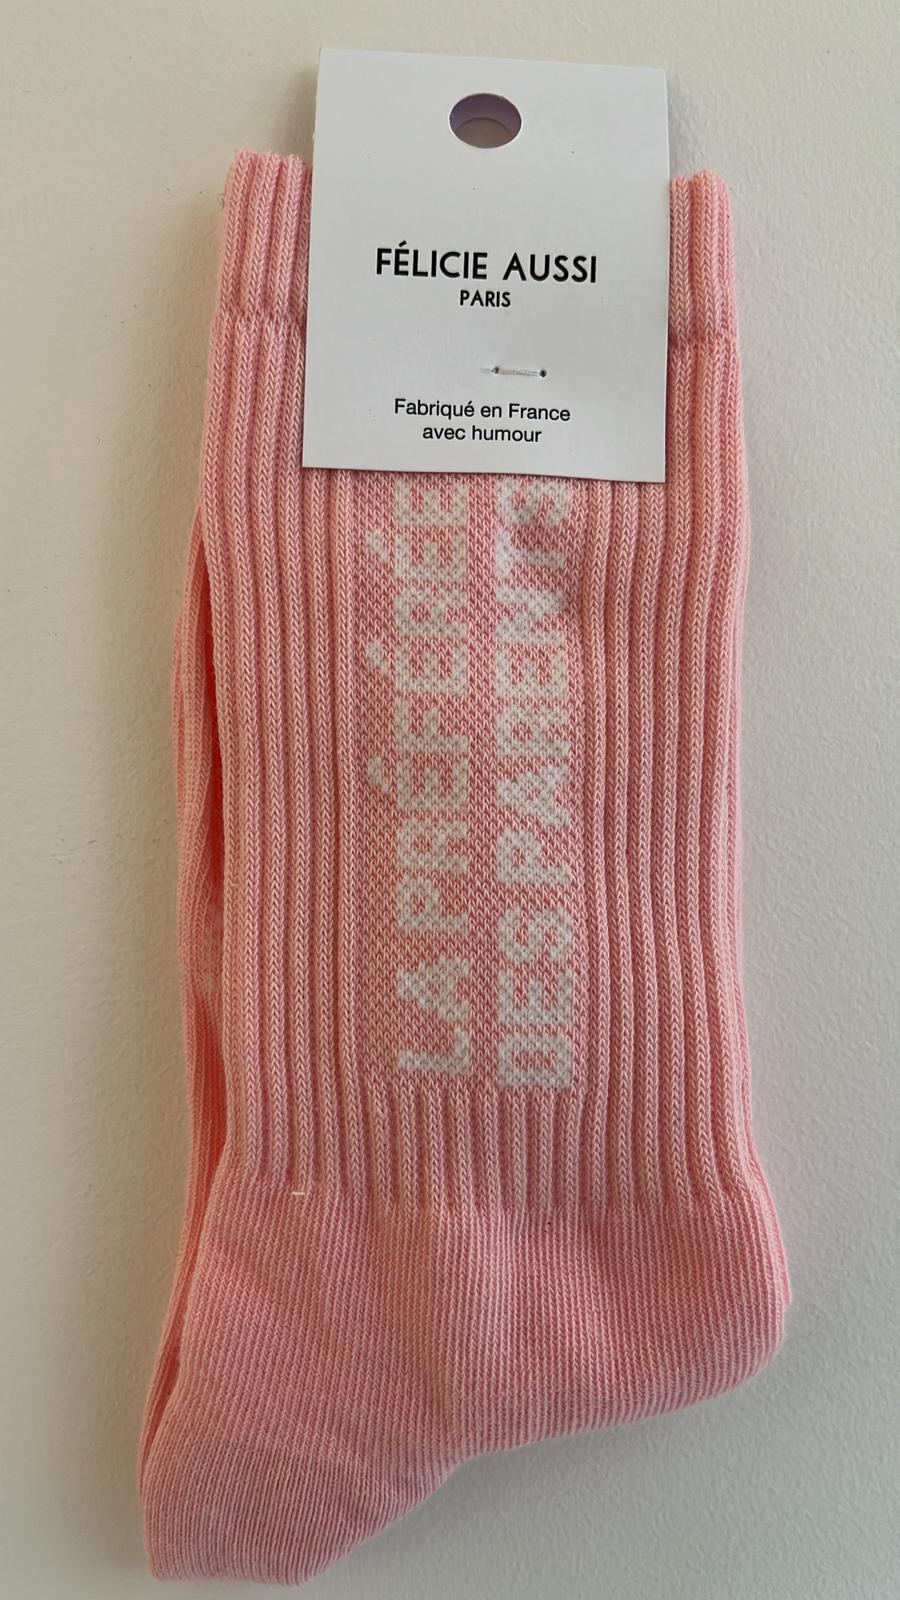 FÉLICIE AUSSI
PARIS
Fabriqué en France
avec humour
LA PRÉFÉRÉE
DES PARENTS